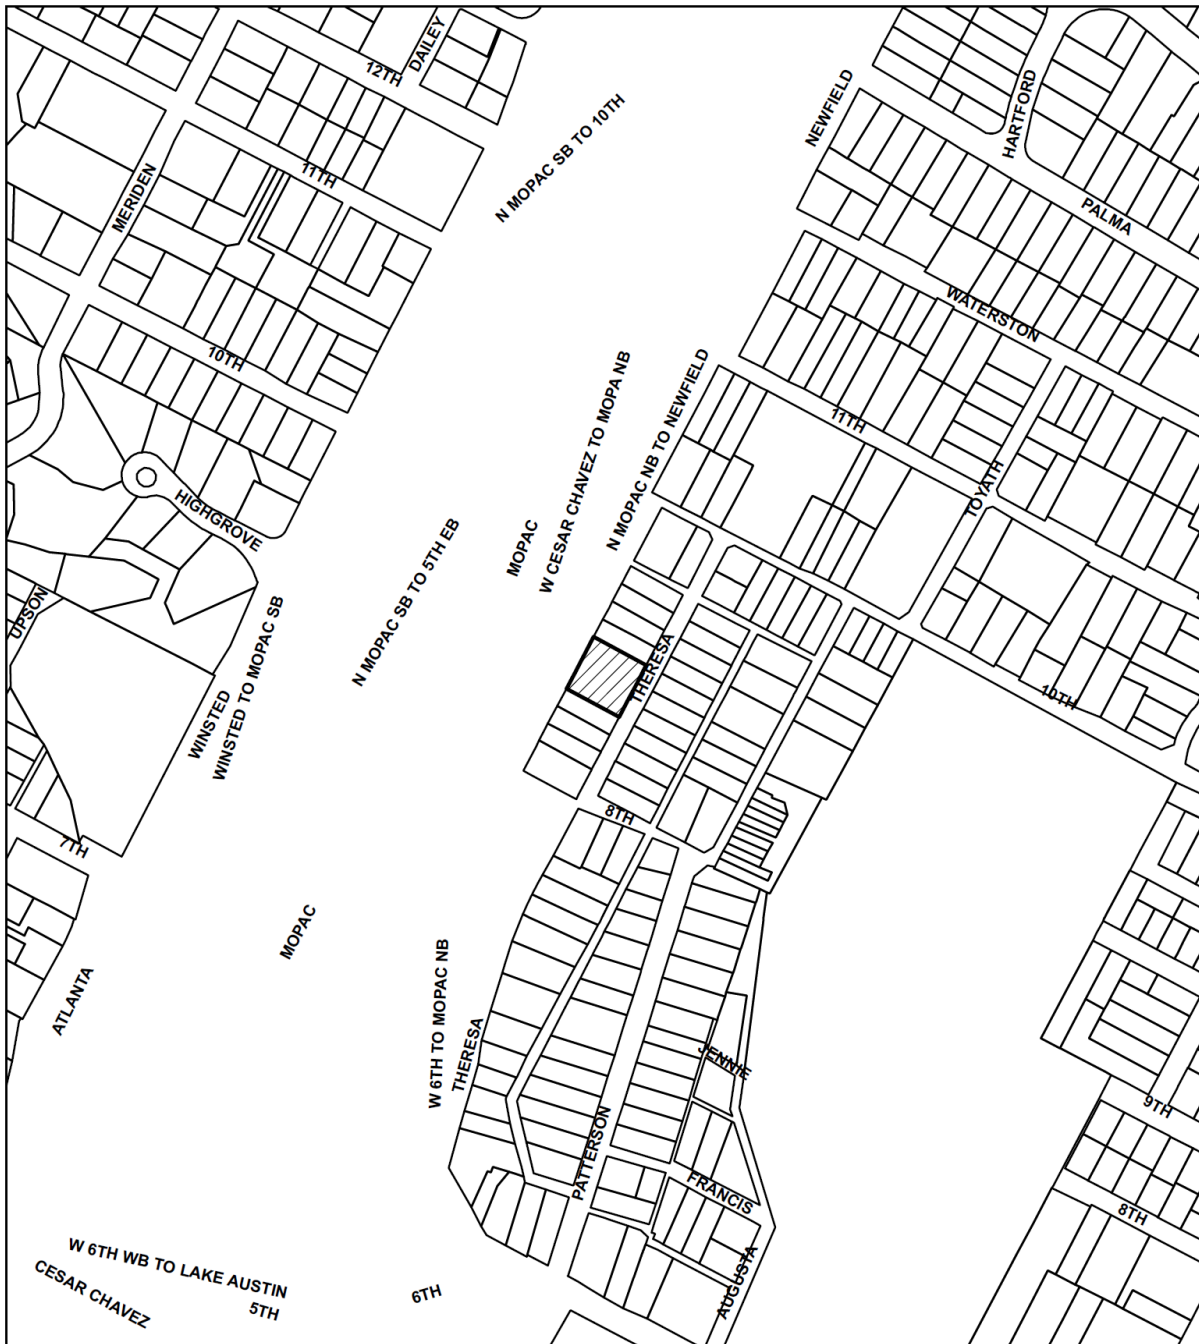 DAILEY
12TH
NEWFIELD
HARTFORD
N MOPAC SB TO 10TH
MERIDEN
11TH
PALMA
WATERSTON
10TH
W CESAR CHAVEZ TO MOPA NB
N MOPAC NB TO NEWFIELD
11TH
TOYATH
HIGHGROVE
N MOPAC SB TO 5TH EB
MOPAC
UPSON
WINSTED
WINSTED TO MOPAC SB
THERESA
10TH
8TH
7TH
MOPAC
ATLANTA
W 6TH TO MOPAC NB
THERESA
JENNIE
9TH
PATTERSON
FRANCIS
8TH
W 6TH WB TO LAKE AUSTIN
CESAR CHAVEZ
5TH
6TH
AUGUSTA